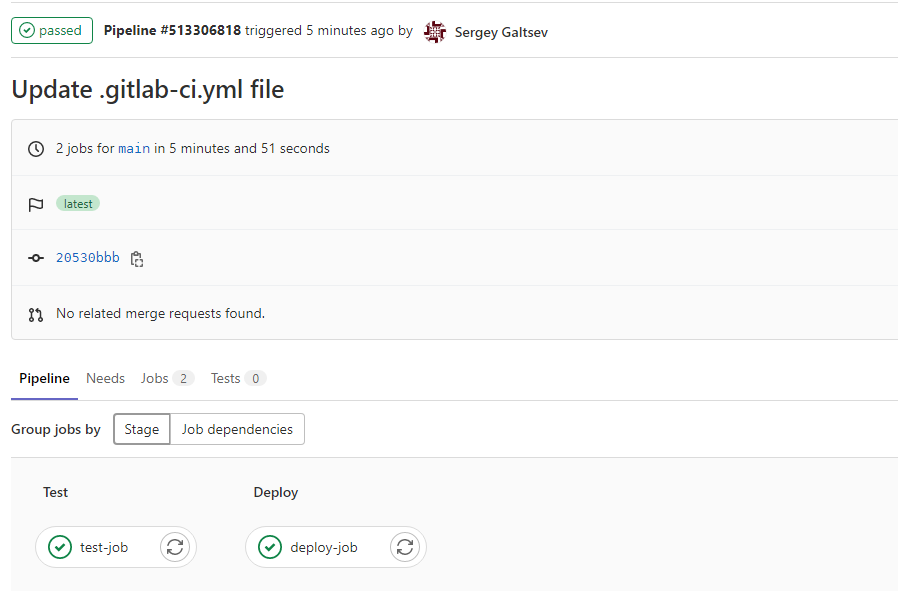 passed Pipeline #513306818 triggered 5 minutes ago by Sergey Galtsev
Update .gitlab-ci.yml file
2 jobs for main in 5 minutes and 51 seconds
latest
20530bbb
No related merge requests found.
Pipeline Needs Jobs 2 Tests 0
Group jobs by Stage Job dependencies
Test Deploy
test-job deploy-job